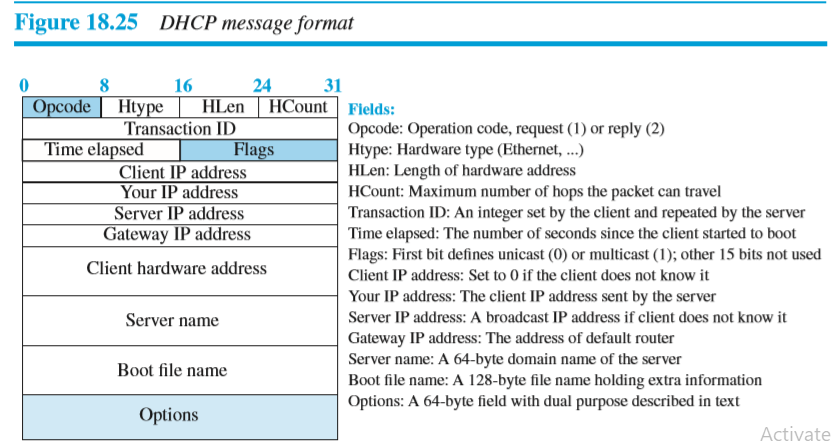 Figure 18.25 DHCP message format
0 8 16 24 31
Opcode Htype HLen HCount
Transaction ID
Time elapsed Flags
Client IP address
Your IP address
Server IP address
Gateway IP address
Client hardware address
Server name
Boot file name
Options
Fields:
Opcode: Operation code, request (1) or reply (2)
Htype: Hardware type (Ethernet, ...)
HLen: Length of hardware address
HCount: Maximum number of hops the packet can travel
Transaction ID: An integer set by the client and repeated by the server
Time elapsed: The number of seconds since the client started to boot
Flags: First bit defines unicast (0) or multicast (1); other 15 bits not used
Client IP address: Set to 0 if the client does not know it
Your IP address: The client IP address sent by the server
Server IP address: A broadcast IP address if client does not know it
Gateway IP address: The address of default router
Server name: A 64-byte domain name of the server
Boot file name: A 128-byte file name holding extra information
Options: A 64-byte field with dual purpose described in text
Activate